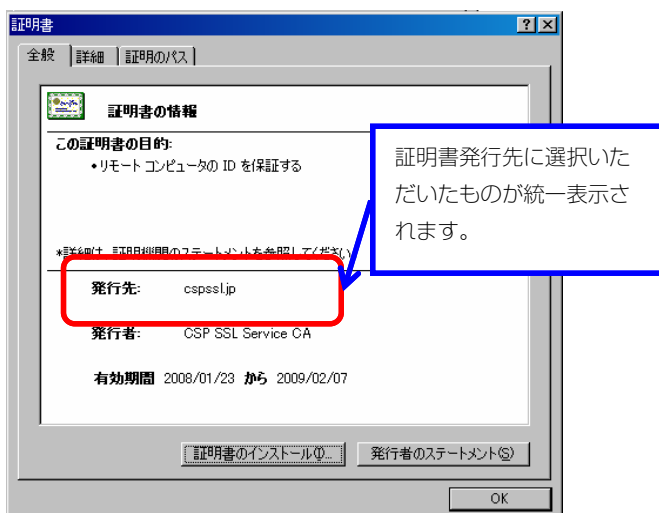 証明書
全般
詳細
証明のパス
証明書の情報
この証明書の目的:
•リモート コンピュータの ID を保証する
*詳細は、証明機関のステートメントを参照してください
発行先: cspssl.jp
発行者: CSP SSL Service CA
有効期間 2008/01/23 から 2009/02/07
証明書のインストール(I)...
発行者のステートメント(S)
OK
証明書発行先に選択いた
だいたものが統一表示さ
れます。